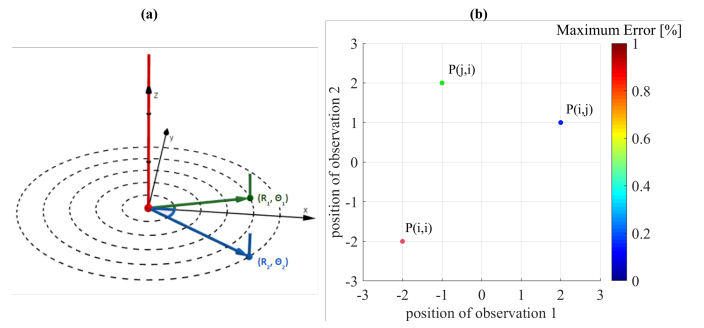 (a)
z
y
x
(R₁, Θ₁)
(R₂, Θ₂)
(b)
Maximum Error [%]
position of observation 2
3
2
1
0
-1
-2
-3
P(j,i)
P(i,j)
P(i,i)
-3 -2 -1 0 1 2 3
position of observation 1
1
0.8
0.6
0.4
0.2
0